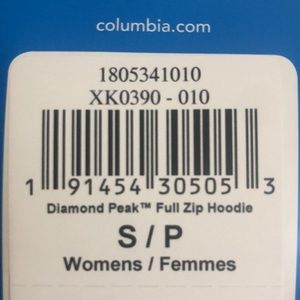 columbia.com
1805341010
XK0390 - 010
1 91454 30505 3
Diamond Peak™ Full Zip Hoodie
S / P
Womens / Femmes